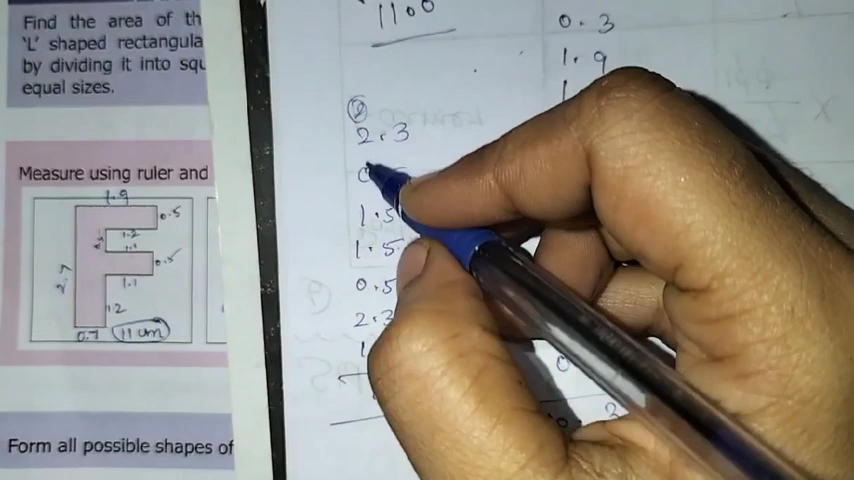 Find the area of th
'L' shaped rectangula
by dividing it into squ
equal sizes.
Measure using ruler and
1.9
0.5
1.2
1.1
0.5
2.7
1.1
1.2
0.7
11 cm
Form all possible shapes of
1100
2
2.3
1.5
1.5
0.5
2.3
0.3
1.9